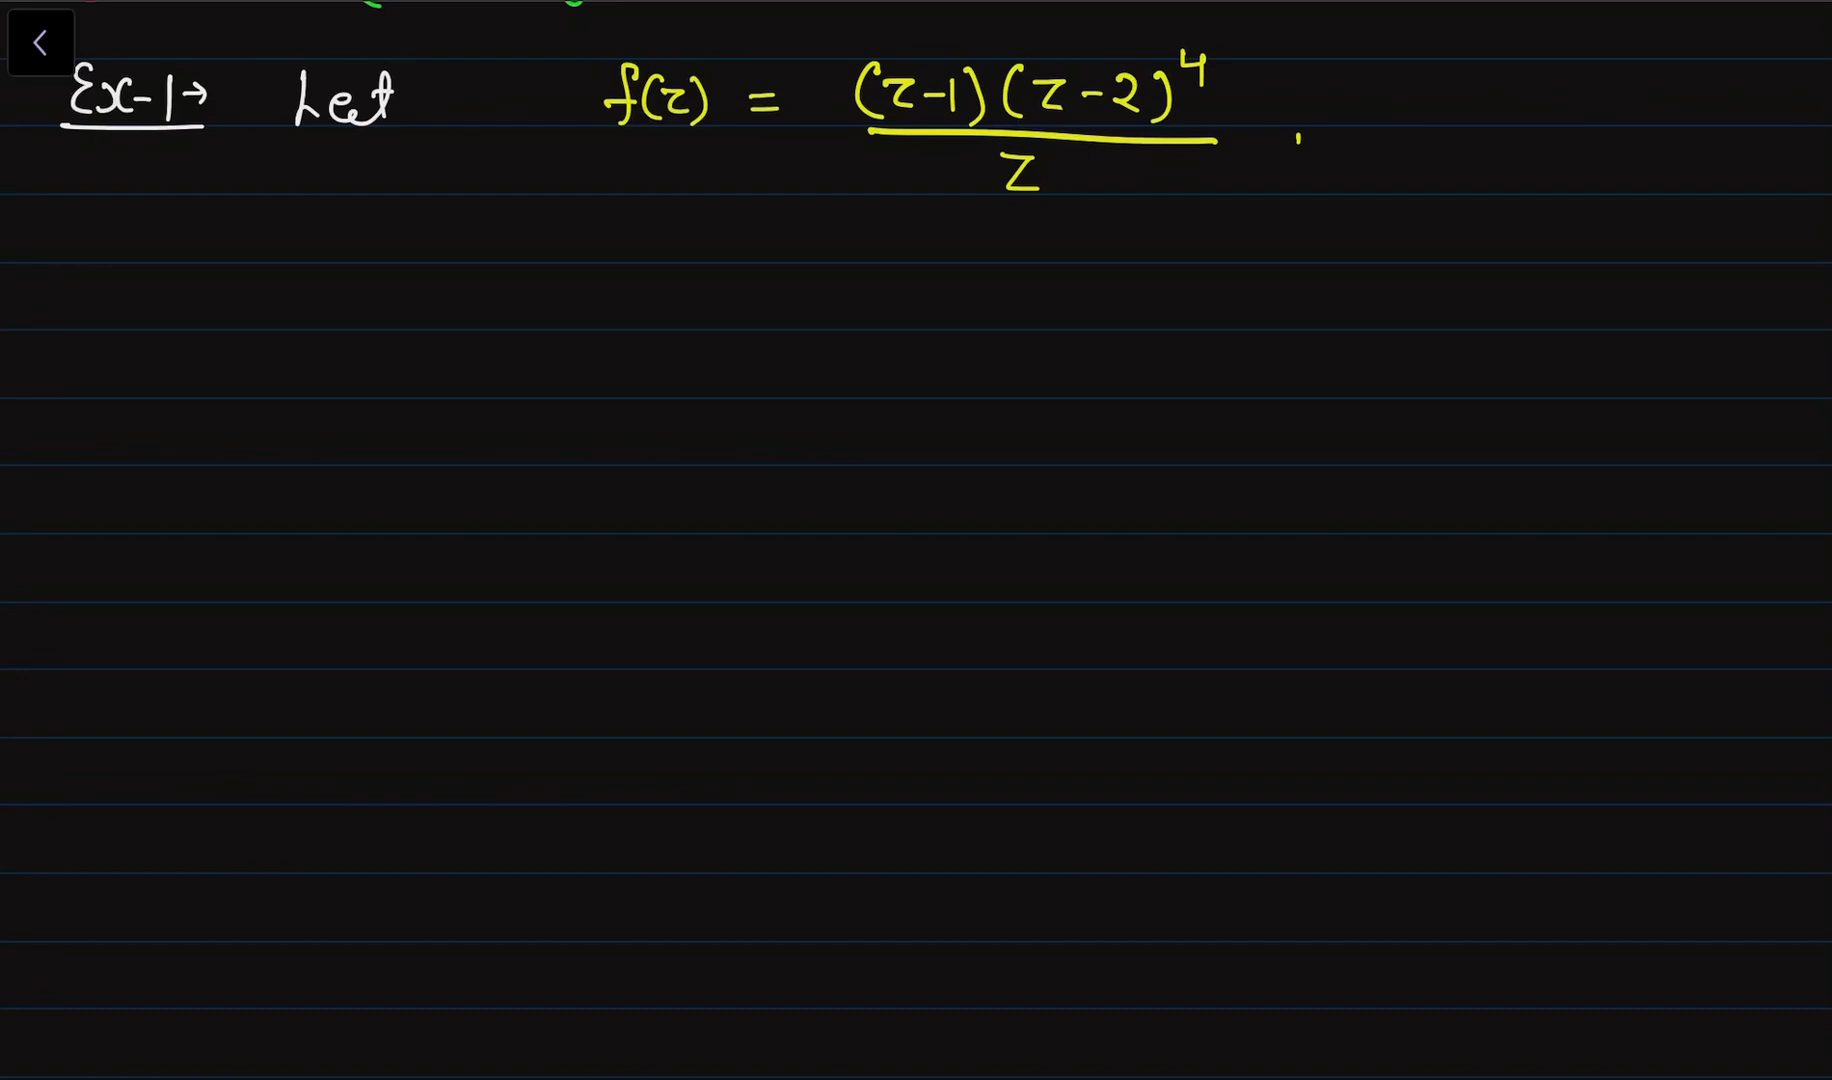 Ex-1→ Let f(z) = (z-1)(z-2)^4 / z .